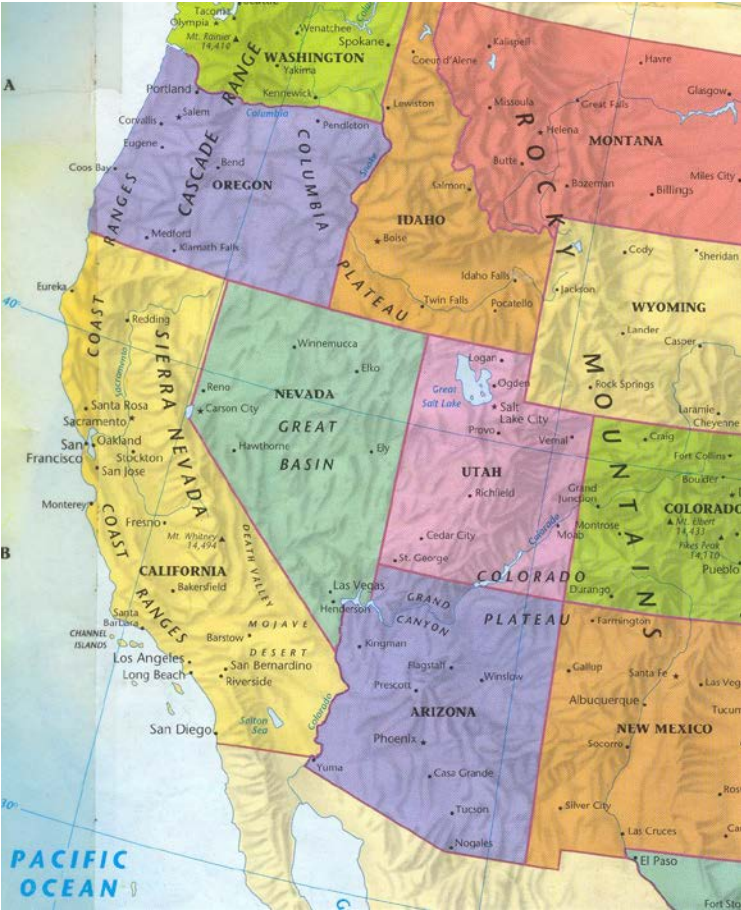 Tacoma
Olympia
Wenatchee
Spokane
Mt. Rainier
14,410
WASHINGTON
Yakima
Kennewick
Columbia
Coeur d'Alene
Kalispell
Havre
Glasgow
A
Portland
Salem
Corvallis
Eugene
Pendleton
Lewiston
Missoula
Great Falls
Helena
MONTANA
Butte
Bozeman
Billings
Miles City
Coos Bay
Bend
OREGON
CASCADE RANGE
COLUMBIA
PLATEAU
Snake
Salmon
IDAHO
Boise
ROCKY
MOUNTAINS
Medford
Klamath Falls
COAST
RANGES
Idaho Falls
Twin Falls
Pocatello
Cody
Sheridan
Jackson
WYOMING
Lander
Casper
Rock Springs
Laramie
Cheyenne
Eureka
40°
Redding
Sacramento
SIERRA NEVADA
Winnemucca
Elko
Reno
Carson City
NEVADA
GREAT
BASIN
Hawthorne
Ely
Logan
Ogden
Great
Salt Lake
Salt
Lake City
Provo
Vernal
UTAH
Richfield
Craig
Fort Collins
Boulder
Grand
Junction
COLORADO
Mt. Elbert
14,433
Montrose
Pikes Peak
14,110
Pueblo
Moab
Colorado
Santa Rosa
Sacramento
San
Francisco
Oakland
Stockton
San Jose
Monterey
Fresno
Mt. Whitney
14,494
DEATH VALLEY
B
COAST
RANGES
CALIFORNIA
Bakersfield
Cedar City
St. George
COLORADO
PLATEAU
Durango
Las Vegas
Henderson
GRAND
CANYON
Farmington
Santa
Barbara
CHANNEL
ISLANDS
MOJAVE
DESERT
Barstow
Los Angeles
Long Beach
San Bernardino
Riverside
Kingman
Flagstaff
Winslow
Prescott
Gallup
Santa Fe
Albuquerque
Salton
Sea
Colorado
San Diego
ARIZONA
Phoenix
NEW MEXICO
Socorro
Yuma
Casa Grande
Tucson
Nogales
Silver City
Las Cruces
El Paso
30°
PACIFIC
OCEAN